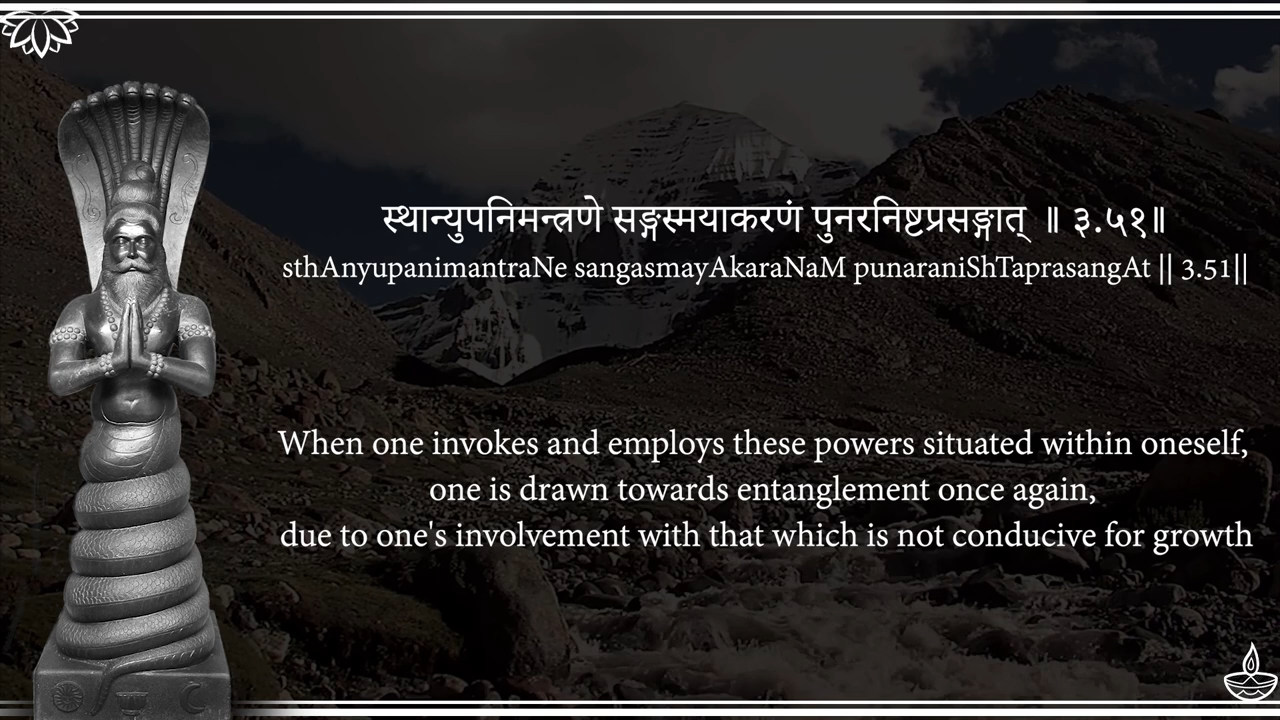 स्थान्युपनिमन्त्रणे सङ्गस्मयाकरणं पुनरनिष्टप्रसङ्गात् ॥ ३.५१॥
sthAnyupanimantraNe sangasmayAkaraNaM punaraniShTaprasangAt || 3.51||
When one invokes and employs these powers situated within oneself,
one is drawn towards entanglement once again,
due to one's involvement with that which is not conducive for growth